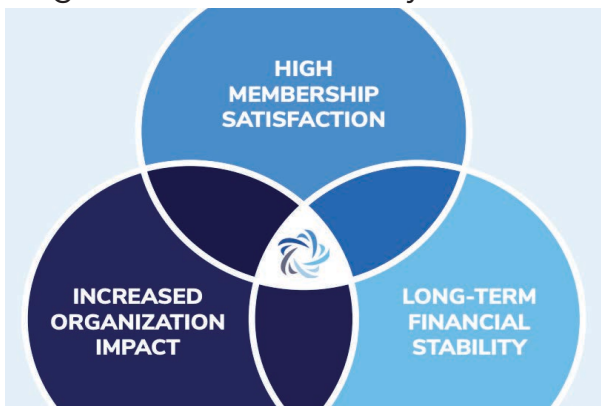 HIGH
MEMBERSHIP
SATISFACTION
INCREASED
ORGANIZATION
IMPACT
LONG-TERM
FINANCIAL
STABILITY